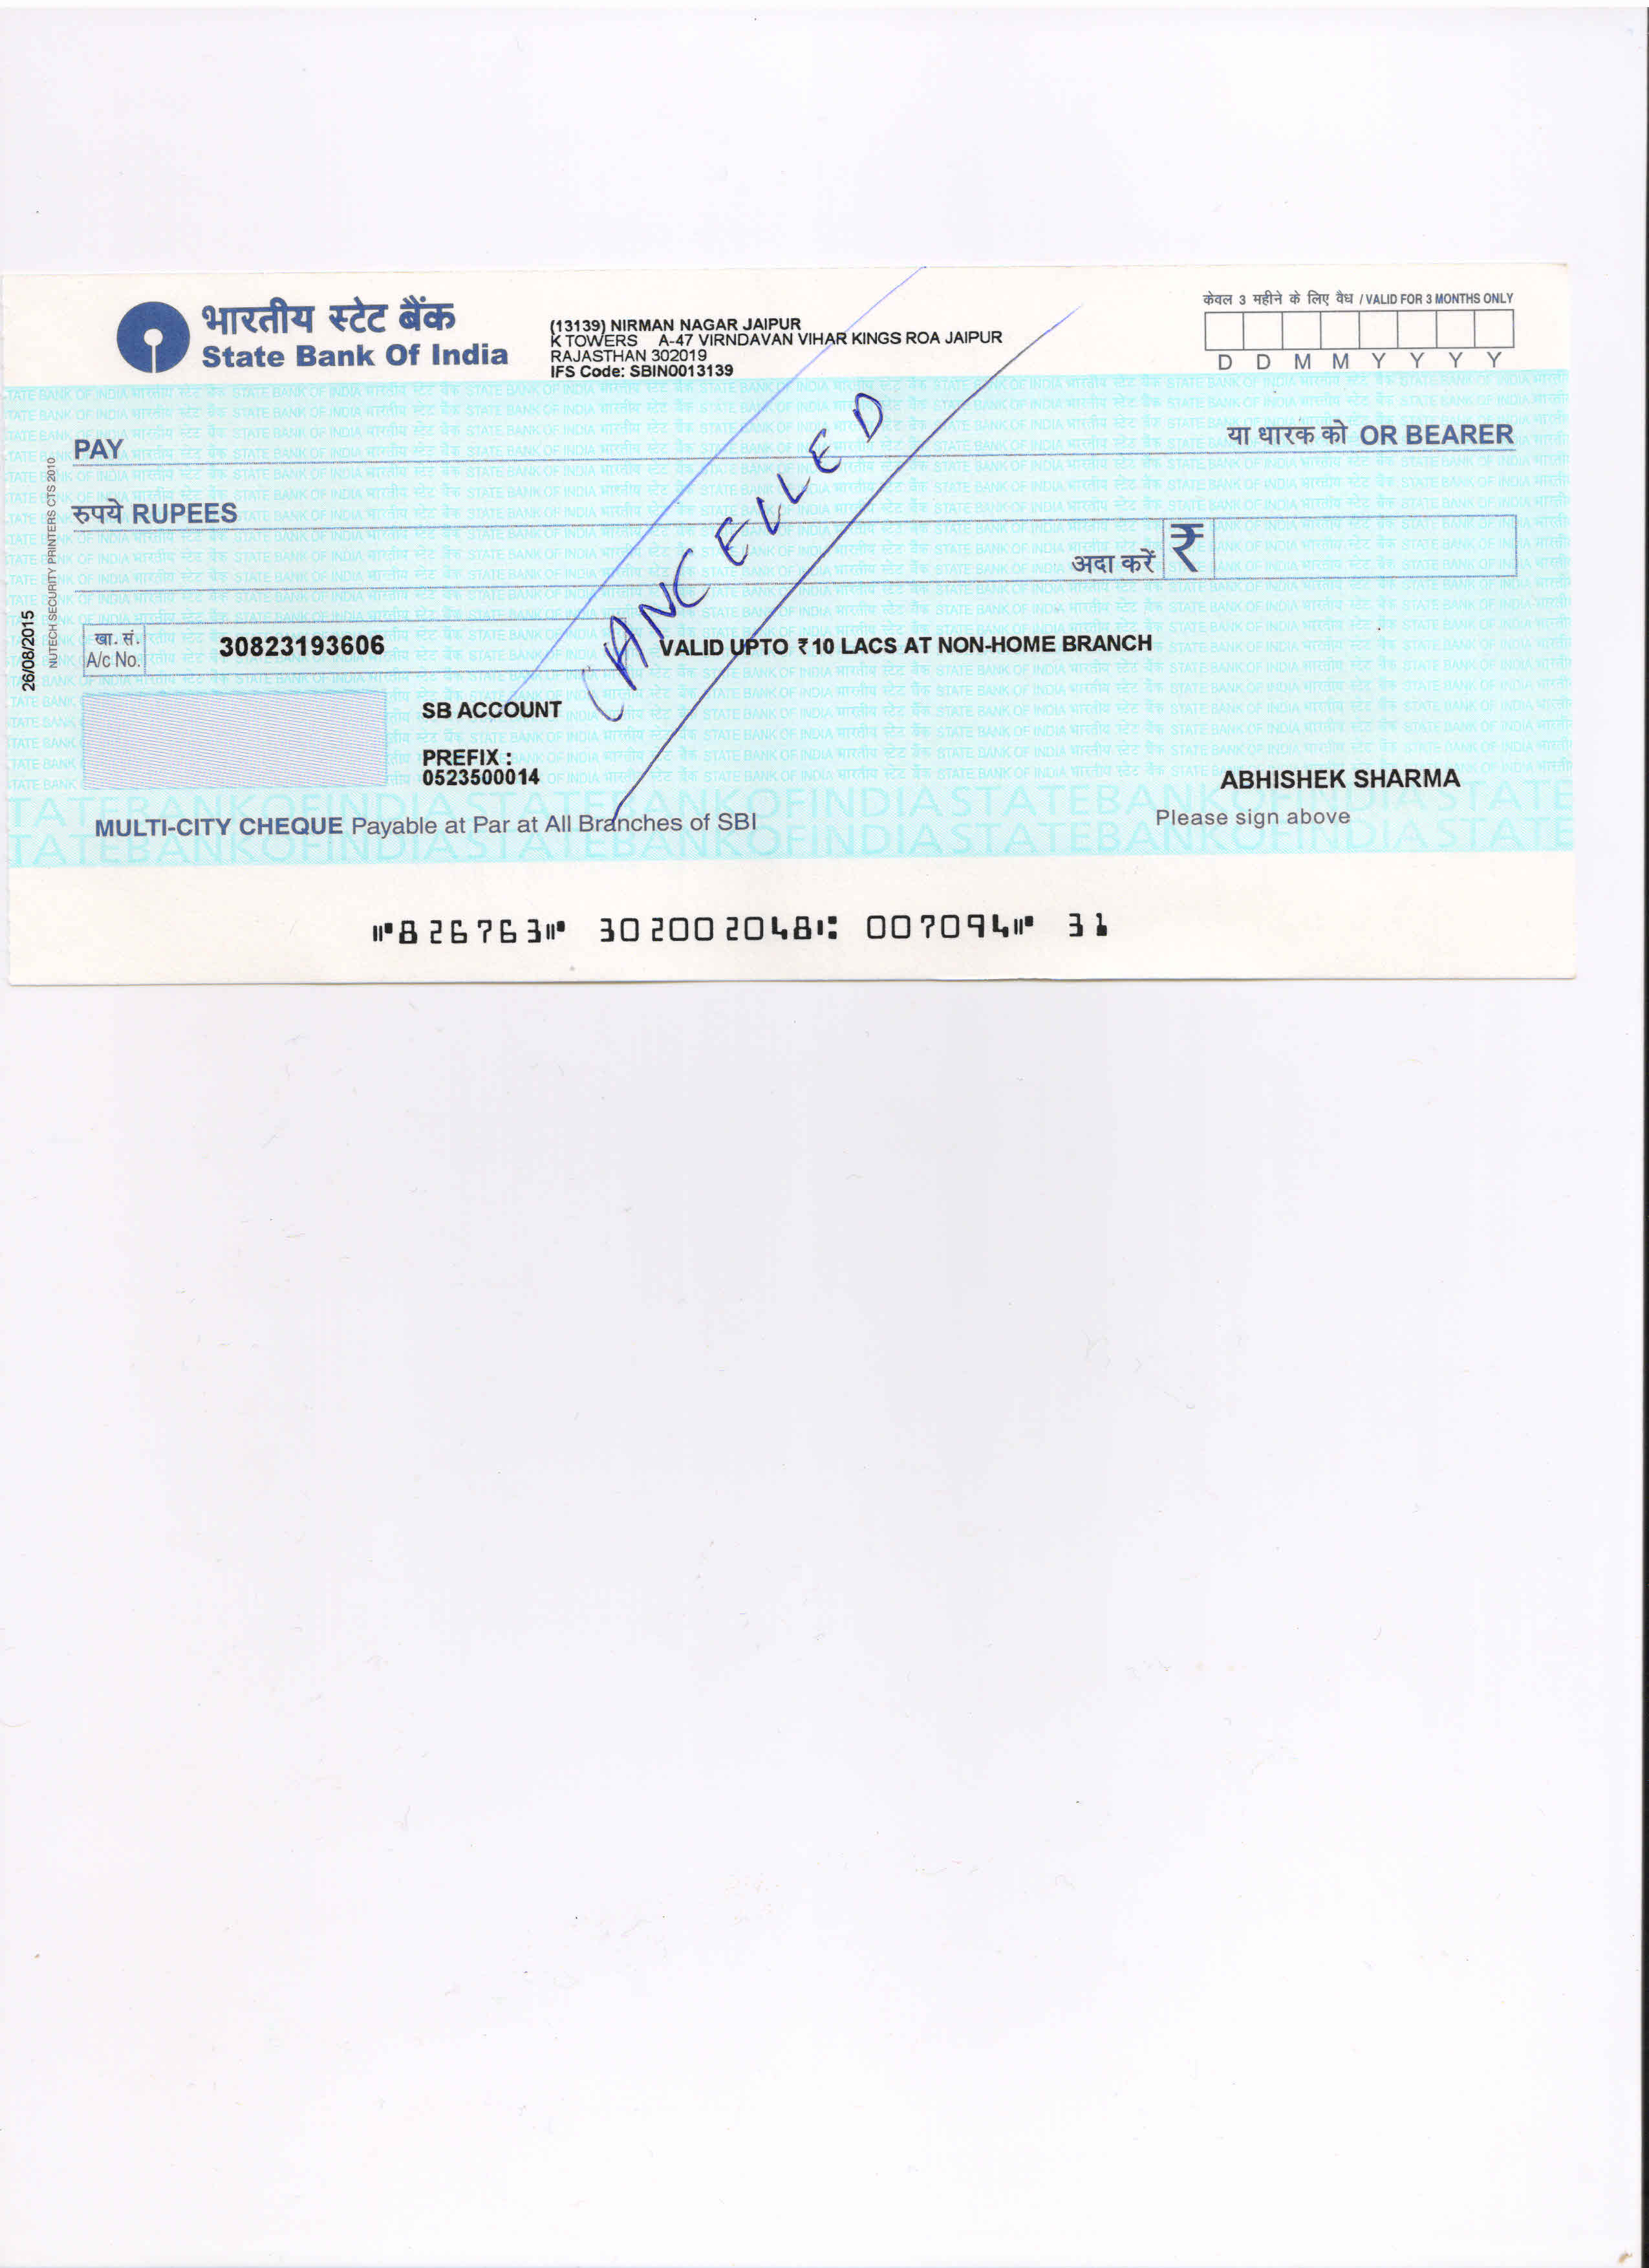 भारतीय स्टेट बैंक
State Bank Of India
(13139) NIRMAN NAGAR JAIPUR
K TOWERS A-47 VIRNDAVAN VIHAR KINGS ROA JAIPUR
RAJASTHAN 302019
IFS Code: SBIN0013139
केवल 3 महीने के लिए वैध / VALID FOR 3 MONTHS ONLY
D D M M Y Y Y Y
PAY
या धारक को OR BEARER
रुपये RUPEES
अदा करें ₹
CANCELLED
खा. सं.
A/c No.
30823193606
VALID UPTO ₹ 10 LACS AT NON-HOME BRANCH
SB ACCOUNT
PREFIX :
0523500014
ABHISHEK SHARMA
Please sign above
MULTI-CITY CHEQUE Payable at Par at All Branches of SBI
⑈826763⑈ 302002048⑆ 007094⑈ 31
26/08/2015
NUTECH SECURITY PRINTERS CTS 2010
STATE BANK OF INDIA भारतीय स्टेट बैंक
STATEBANKOFINDIA